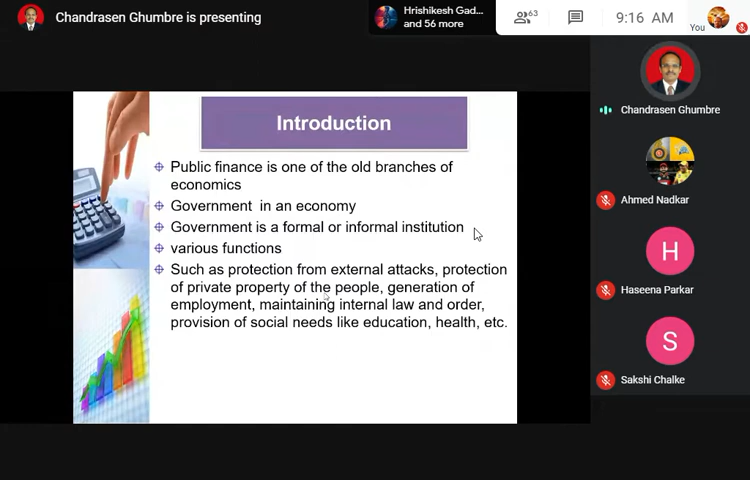 Chandrasen Ghumbre is presenting
Hrishikesh Gad...
and 56 more
63
9:16 AM
You
Introduction
Public finance is one of the old branches of
economics
Government in an economy
Government is a formal or informal institution
various functions
Such as protection from external attacks, protection
of private property of the people, generation of
employment, maintaining internal law and order,
provision of social needs like education, health, etc.
Chandrasen Ghumbre
Ahmed Nadkar
H
Haseena Parkar
S
Sakshi Chalke